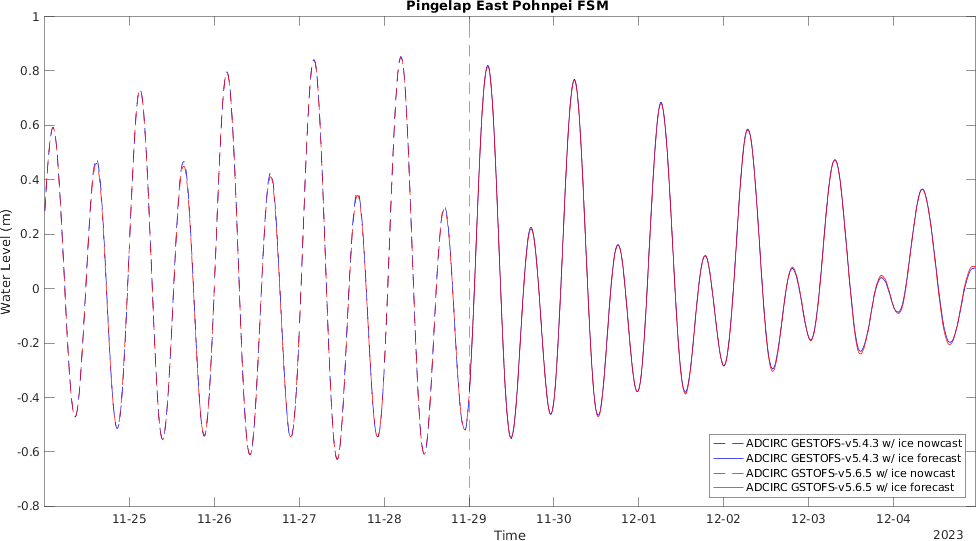 Pingelap East Pohnpei FSM
1
0.8
0.6
0.4
0.2
0
-0.2
-0.4
-0.6
-0.8
Water Level (m)
ADCIRC GESTOFS-v5.4.3 w/ ice nowcast
ADCIRC GSTOFS-v5.4.3 w/ ice forecast
ADCIRC GSTOFS-v5.6.5 w/ ice nowcast
ADCIRC GSTOFS-v5.6.5 w/ ice forecast
11-25 11-26 11-27 11-28 11-29 11-30 12-01 12-02 12-03 12-04
Time
2023